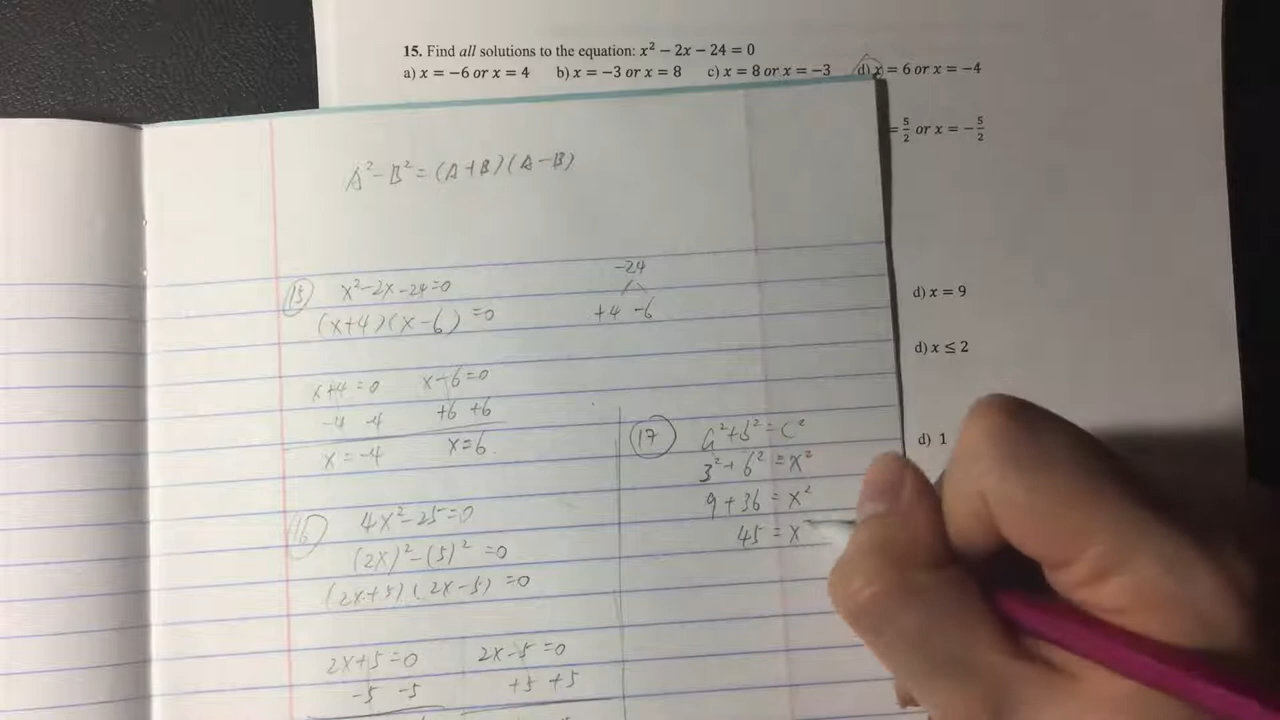 15. Find all solutions to the equation: x² − 2x − 24 = 0
a) x = −6 or x = 4 b) x = −3 or x = 8 c) x = 8 or x = −3 d) x = 6 or x = −4
= 5/2 or x = − 5/2
d) x = 9
d) x ≤ 2
d) 1
A² − B² = (A+B)(A−B)
15 x²−2x−24=0
(x+4)(x−6) =0
−24
+4 −6
x+4=0 x−6=0
−4 −4 +6 +6
x=−4 x=6
16 4x²−25=0
(2x)²−(5)²=0
(2x+5)(2x−5)=0
2x+5=0 2x−5=0
−5 −5 +5 +5
17 a²+b²=c²
3²+6²=x²
9+36=x²
45=x